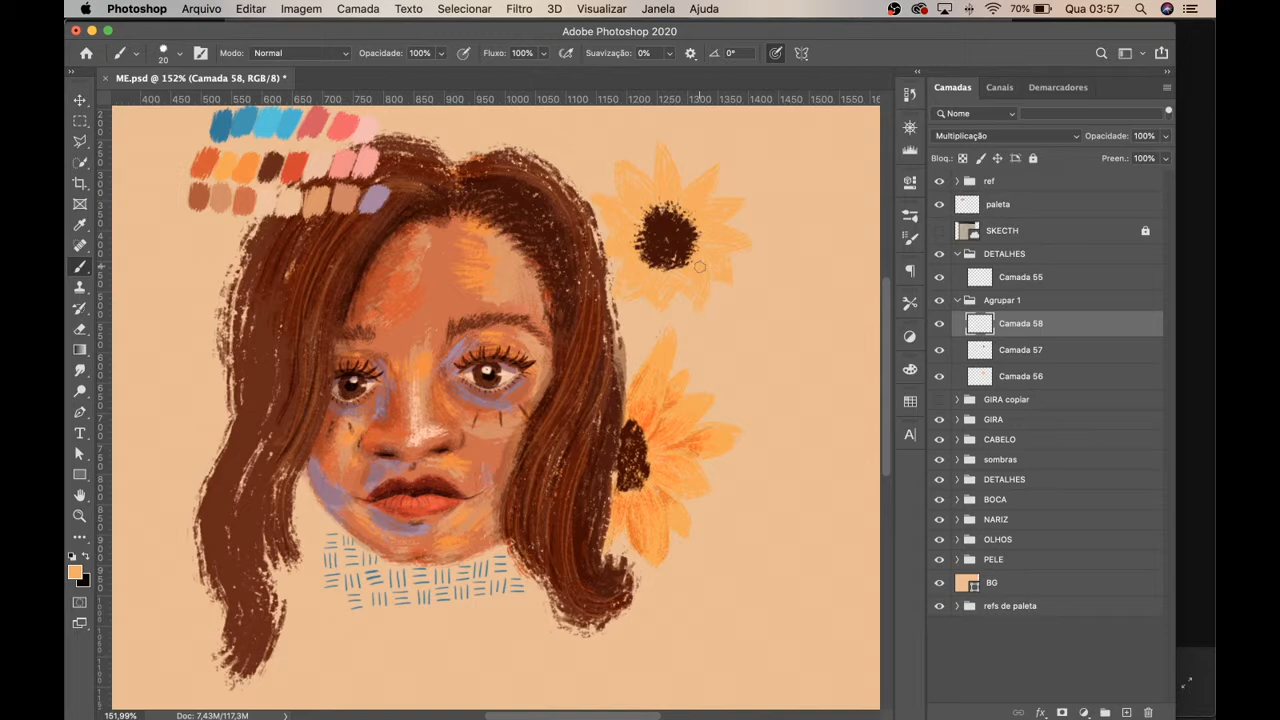 Photoshop Arquivo Editar Imagem Camada Texto Selecionar Filtro 3D Visualizar Janela Ajuda 70% Qua 03:57
Adobe Photoshop 2020
20 Modo: Normal Opacidade: 100% Fluxo: 100% Suavização: 0% 0°
ME.psd @ 152% (Camada 58, RGB/8) *
400 450 500 550 600 650 700 750 800 850 900 950 1000 1050 1100 1150 1200 1250 1300 1350 1400 1450 1500 1550
Camadas Canais Demarcadores
Nome
Multiplicação Opacidade: 100%
Bloq.: Preen.: 100%
ref
paleta
SKECTH
DETALHES
Camada 55
Agrupar 1
Camada 58
Camada 57
Camada 56
GIRA copiar
GIRA
CABELO
sombras
DETALHES
BOCA
NARIZ
OLHOS
PELE
BG
refs de paleta
151,99% Doc: 7,43M/117,3M